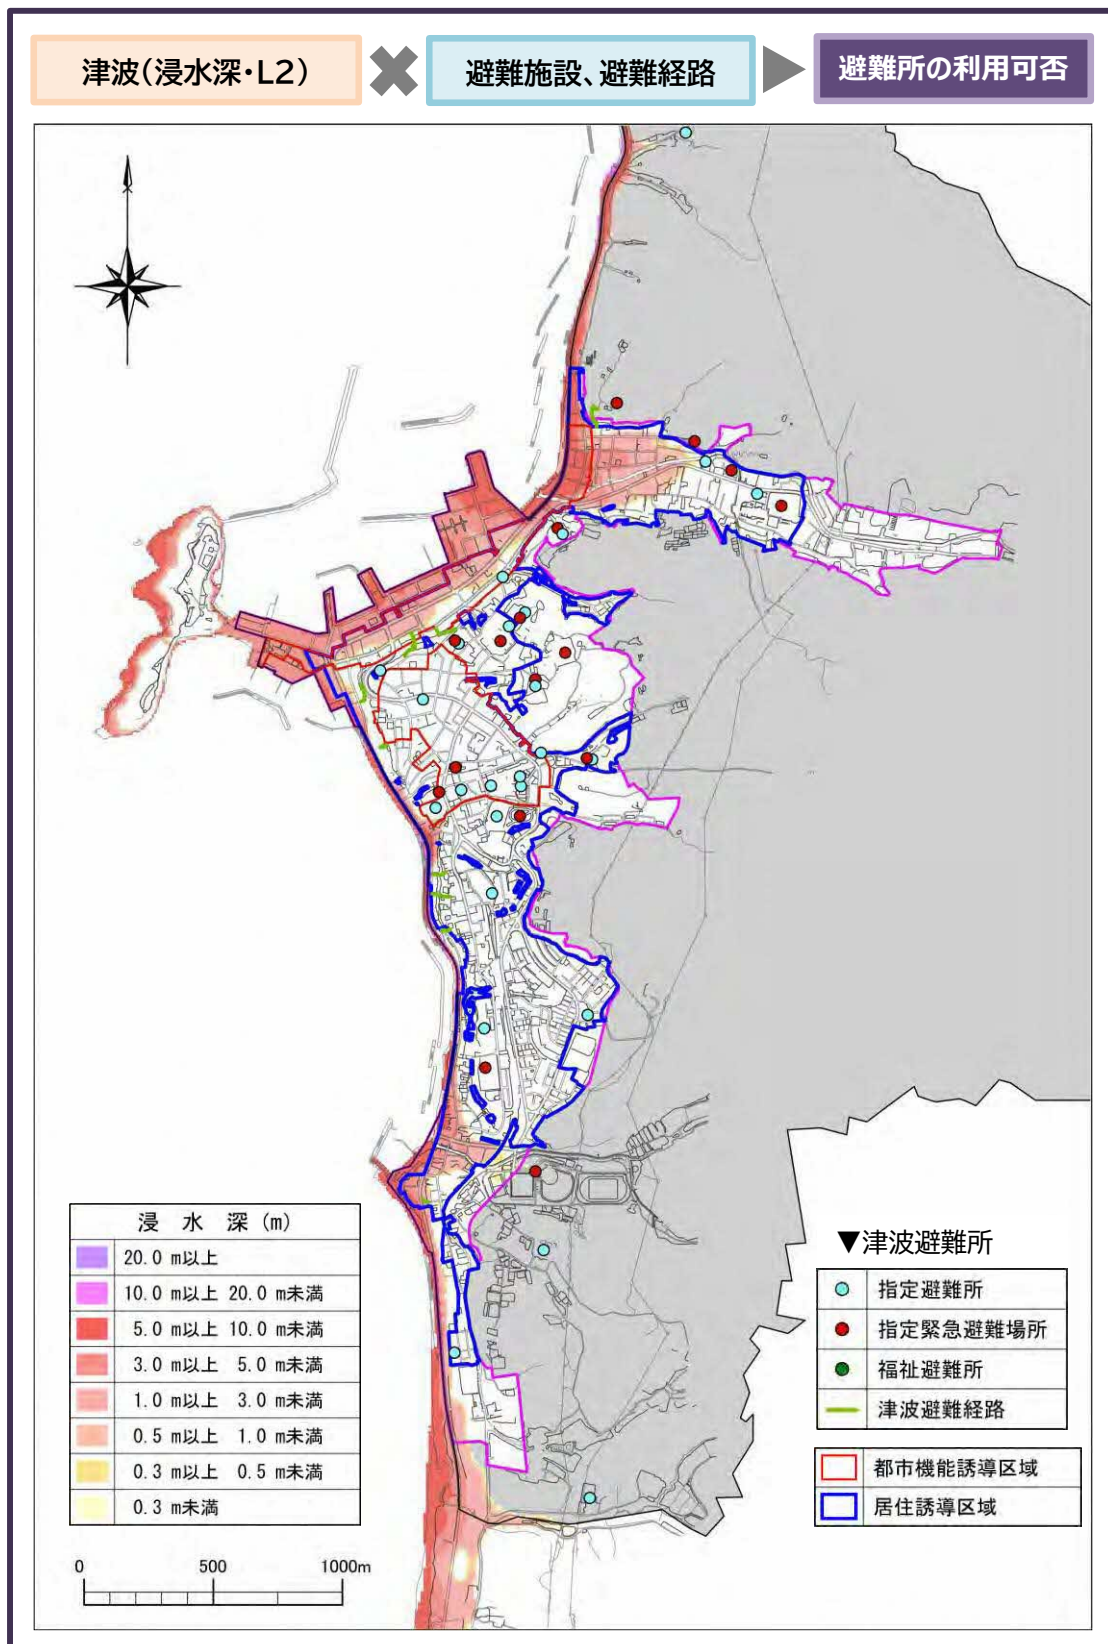 津波(浸水深・L2)
避難施設、避難経路
避難所の利用可否
浸 水 深 (m)
20.0 m以上
10.0 m以上 20.0 m未満
5.0 m以上 10.0 m未満
3.0 m以上 5.0 m未満
1.0 m以上 3.0 m未満
0.5 m以上 1.0 m未満
0.3 m以上 0.5 m未満
0.3 m未満
0 500 1000m
▼津波避難所
指定避難所
指定緊急避難場所
福祉避難所
津波避難経路
都市機能誘導区域
居住誘導区域